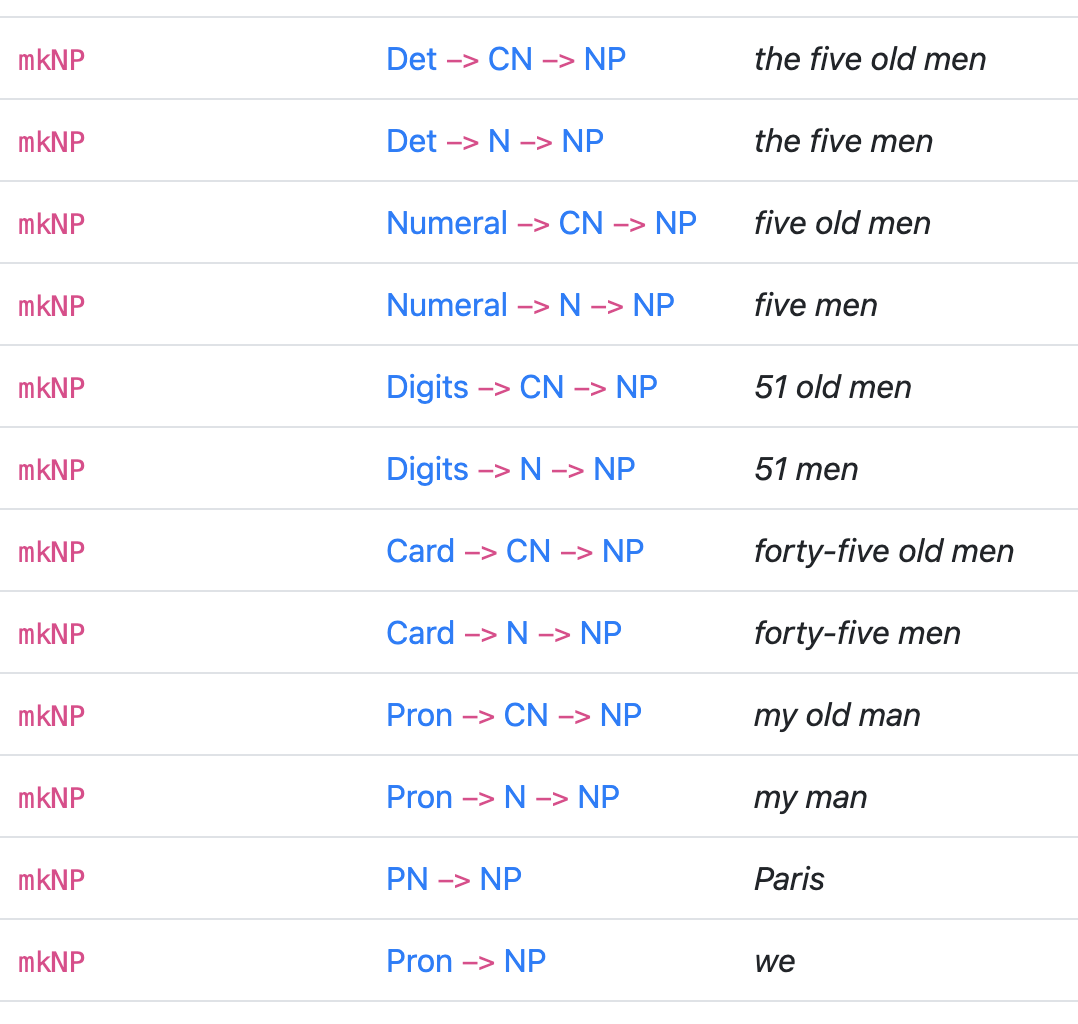 mkNP Det –> CN –> NP the five old men
mkNP Det –> N –> NP the five men
mkNP Numeral –> CN –> NP five old men
mkNP Numeral –> N –> NP five men
mkNP Digits –> CN –> NP 51 old men
mkNP Digits –> N –> NP 51 men
mkNP Card –> CN –> NP forty-five old men
mkNP Card –> N –> NP forty-five men
mkNP Pron –> CN –> NP my old man
mkNP Pron –> N –> NP my man
mkNP PN –> NP Paris
mkNP Pron –> NP we